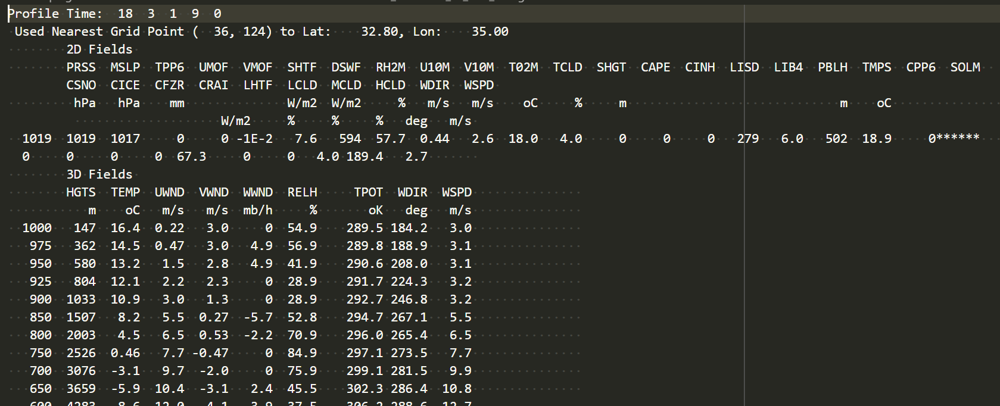 Profile Time:  18  3  1  9  0
 Used Nearest Grid Point (  36, 124) to Lat:    32.80, Lon:    35.00
        2D Fields
        PRSS  MSLP  TPP6  UMOF  VMOF  SHTF  DSWF  RH2M  U10M  V10M  T02M  TCLD  SHGT  CAPE  CINH  LISD  LIB4  PBLH  TMPS  CPP6  SOLM
        CSNO  CICE  CFZR  CRAI  LHTF  LCLD  MCLD  HCLD  WDIR  WSPD
         hPa   hPa    mm              W/m2  W/m2     %   m/s   m/s    oC     %     m                             m    oC
                             W/m2     %     %     %   deg   m/s
  1019  1019  1017     0     0 -1E-2   7.6   594  57.7  0.44   2.6  18.0   4.0     0     0     0   279   6.0   502  18.9     0******
  0     0     0     0  67.3     0     0   4.0 189.4   2.7
        3D Fields
        HGTS  TEMP  UWND  VWND  WWND  RELH     TPOT  WDIR  WSPD
           m    oC   m/s   m/s  mb/h     %       oK   deg   m/s
  1000   147  16.4  0.22   3.0     0  54.9    289.5 184.2   3.0
   975   362  14.5  0.47   3.0   4.9  56.9    289.8 188.9   3.1
   950   580  13.2   1.5   2.8   4.9  41.9    290.6 208.0   3.1
   925   804  12.1   2.2   2.3     0  28.9    291.7 224.3   3.2
   900  1033  10.9   3.0   1.3     0  28.9    292.7 246.8   3.2
   850  1507   8.2   5.5  0.27  -5.7  52.8    294.7 267.1   5.5
   800  2003   4.5   6.5  0.53  -2.2  70.9    296.0 265.4   6.5
   750  2526  0.46   7.7 -0.47     0  84.9    297.1 273.5   7.7
   700  3076  -3.1   9.7  -2.0     0  75.9    299.1 281.5   9.9
   650  3659  -5.9  10.4  -3.1   2.4  45.5    302.3 286.4  10.8